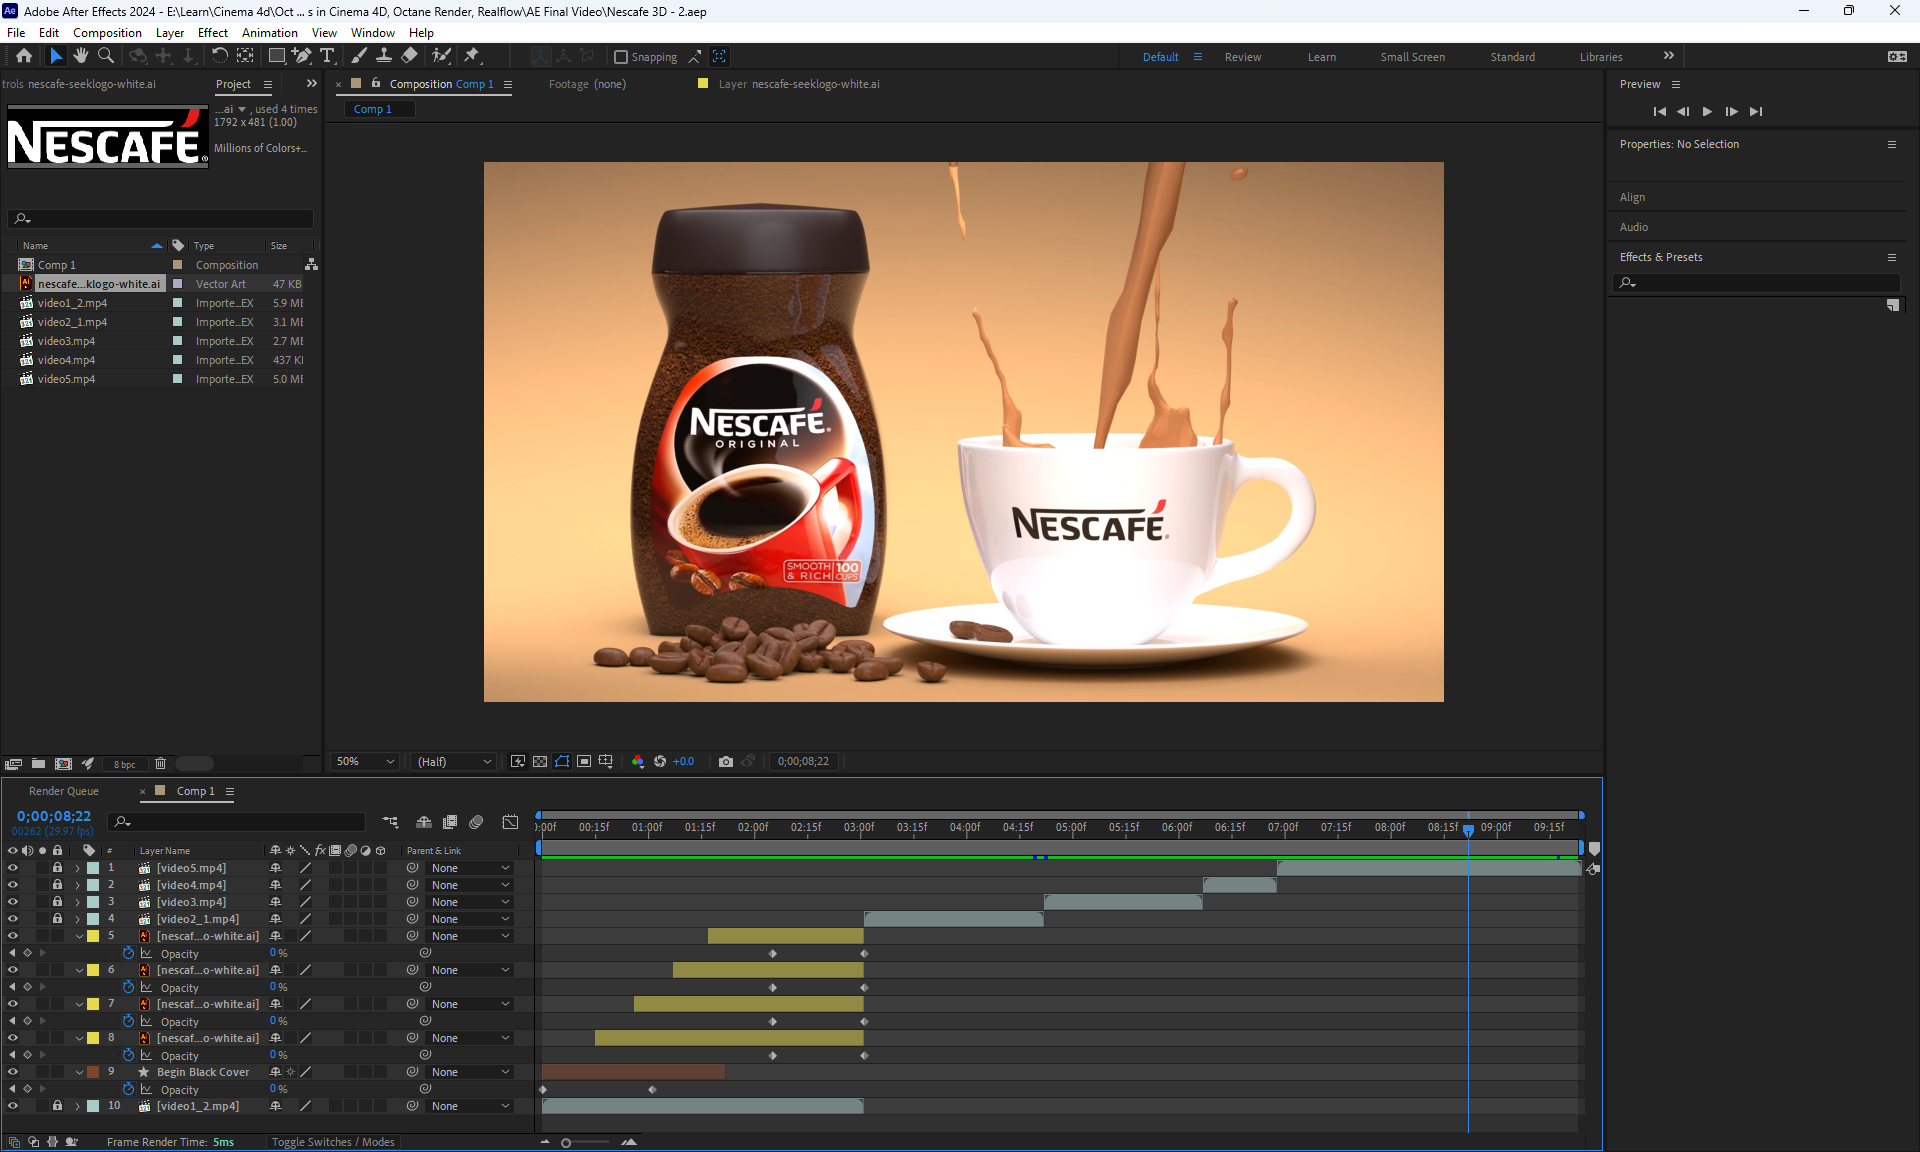 Adobe After Effects 2024 - E:\Learn\Cinema 4d\Oct ... s in Cinema 4D, Octane Render, Realflow\AE Final Video\Nescafe 3D - 2.aep
File Edit Composition Layer Effect Animation View Window Help
Snapping
Default Review Learn Small Screen Standard Libraries
trols nescafe-seeklogo-white.ai
Project
Composition Comp 1
Footage (none)
Layer nescafe-seeklogo-white.ai
Comp 1
Preview
Properties: No Selection
Align
Audio
Effects & Presets
NESCAFÉ
...ai , used 4 times
1792 x 481 (1.00)
Millions of Colors+...
Name Type Size
Comp 1 Composition
nescafe...klogo-white.ai Vector Art 47 KB
video1_2.mp4 Importe...EX 5.9 ME
video2_1.mp4 Importe...EX 3.1 ME
video3.mp4 Importe...EX 2.7 ME
video4.mp4 Importe...EX 437 KI
video5.mp4 Importe...EX 5.0 ME
8 bpc
NESCAFÉ
ORIGINAL
SMOOTH & RICH
100 CUPS
NESCAFÉ
50% (Half) +0.0 0;00;08;22
Render Queue Comp 1
0;00;08;22
00262 (29.97 fps)
:00f 00:15f 01:00f 01:15f 02:00f 02:15f 03:00f 03:15f 04:00f 04:15f 05:00f 05:15f 06:00f 06:15f 07:00f 07:15f 08:00f 08:15f 09:00f 09:15f
# Layer Name fx Parent & Link
1 [video5.mp4] None
2 [video4.mp4] None
3 [video3.mp4] None
4 [video2_1.mp4] None
5 [nescaf...o-white.ai] None
Opacity 0 %
6 [nescaf...o-white.ai] None
Opacity 0 %
7 [nescaf...o-white.ai] None
Opacity 0 %
8 [nescaf...o-white.ai] None
Opacity 0 %
9 Begin Black Cover None
Opacity 0 %
10 [video1_2.mp4] None
Frame Render Time: 5ms Toggle Switches / Modes